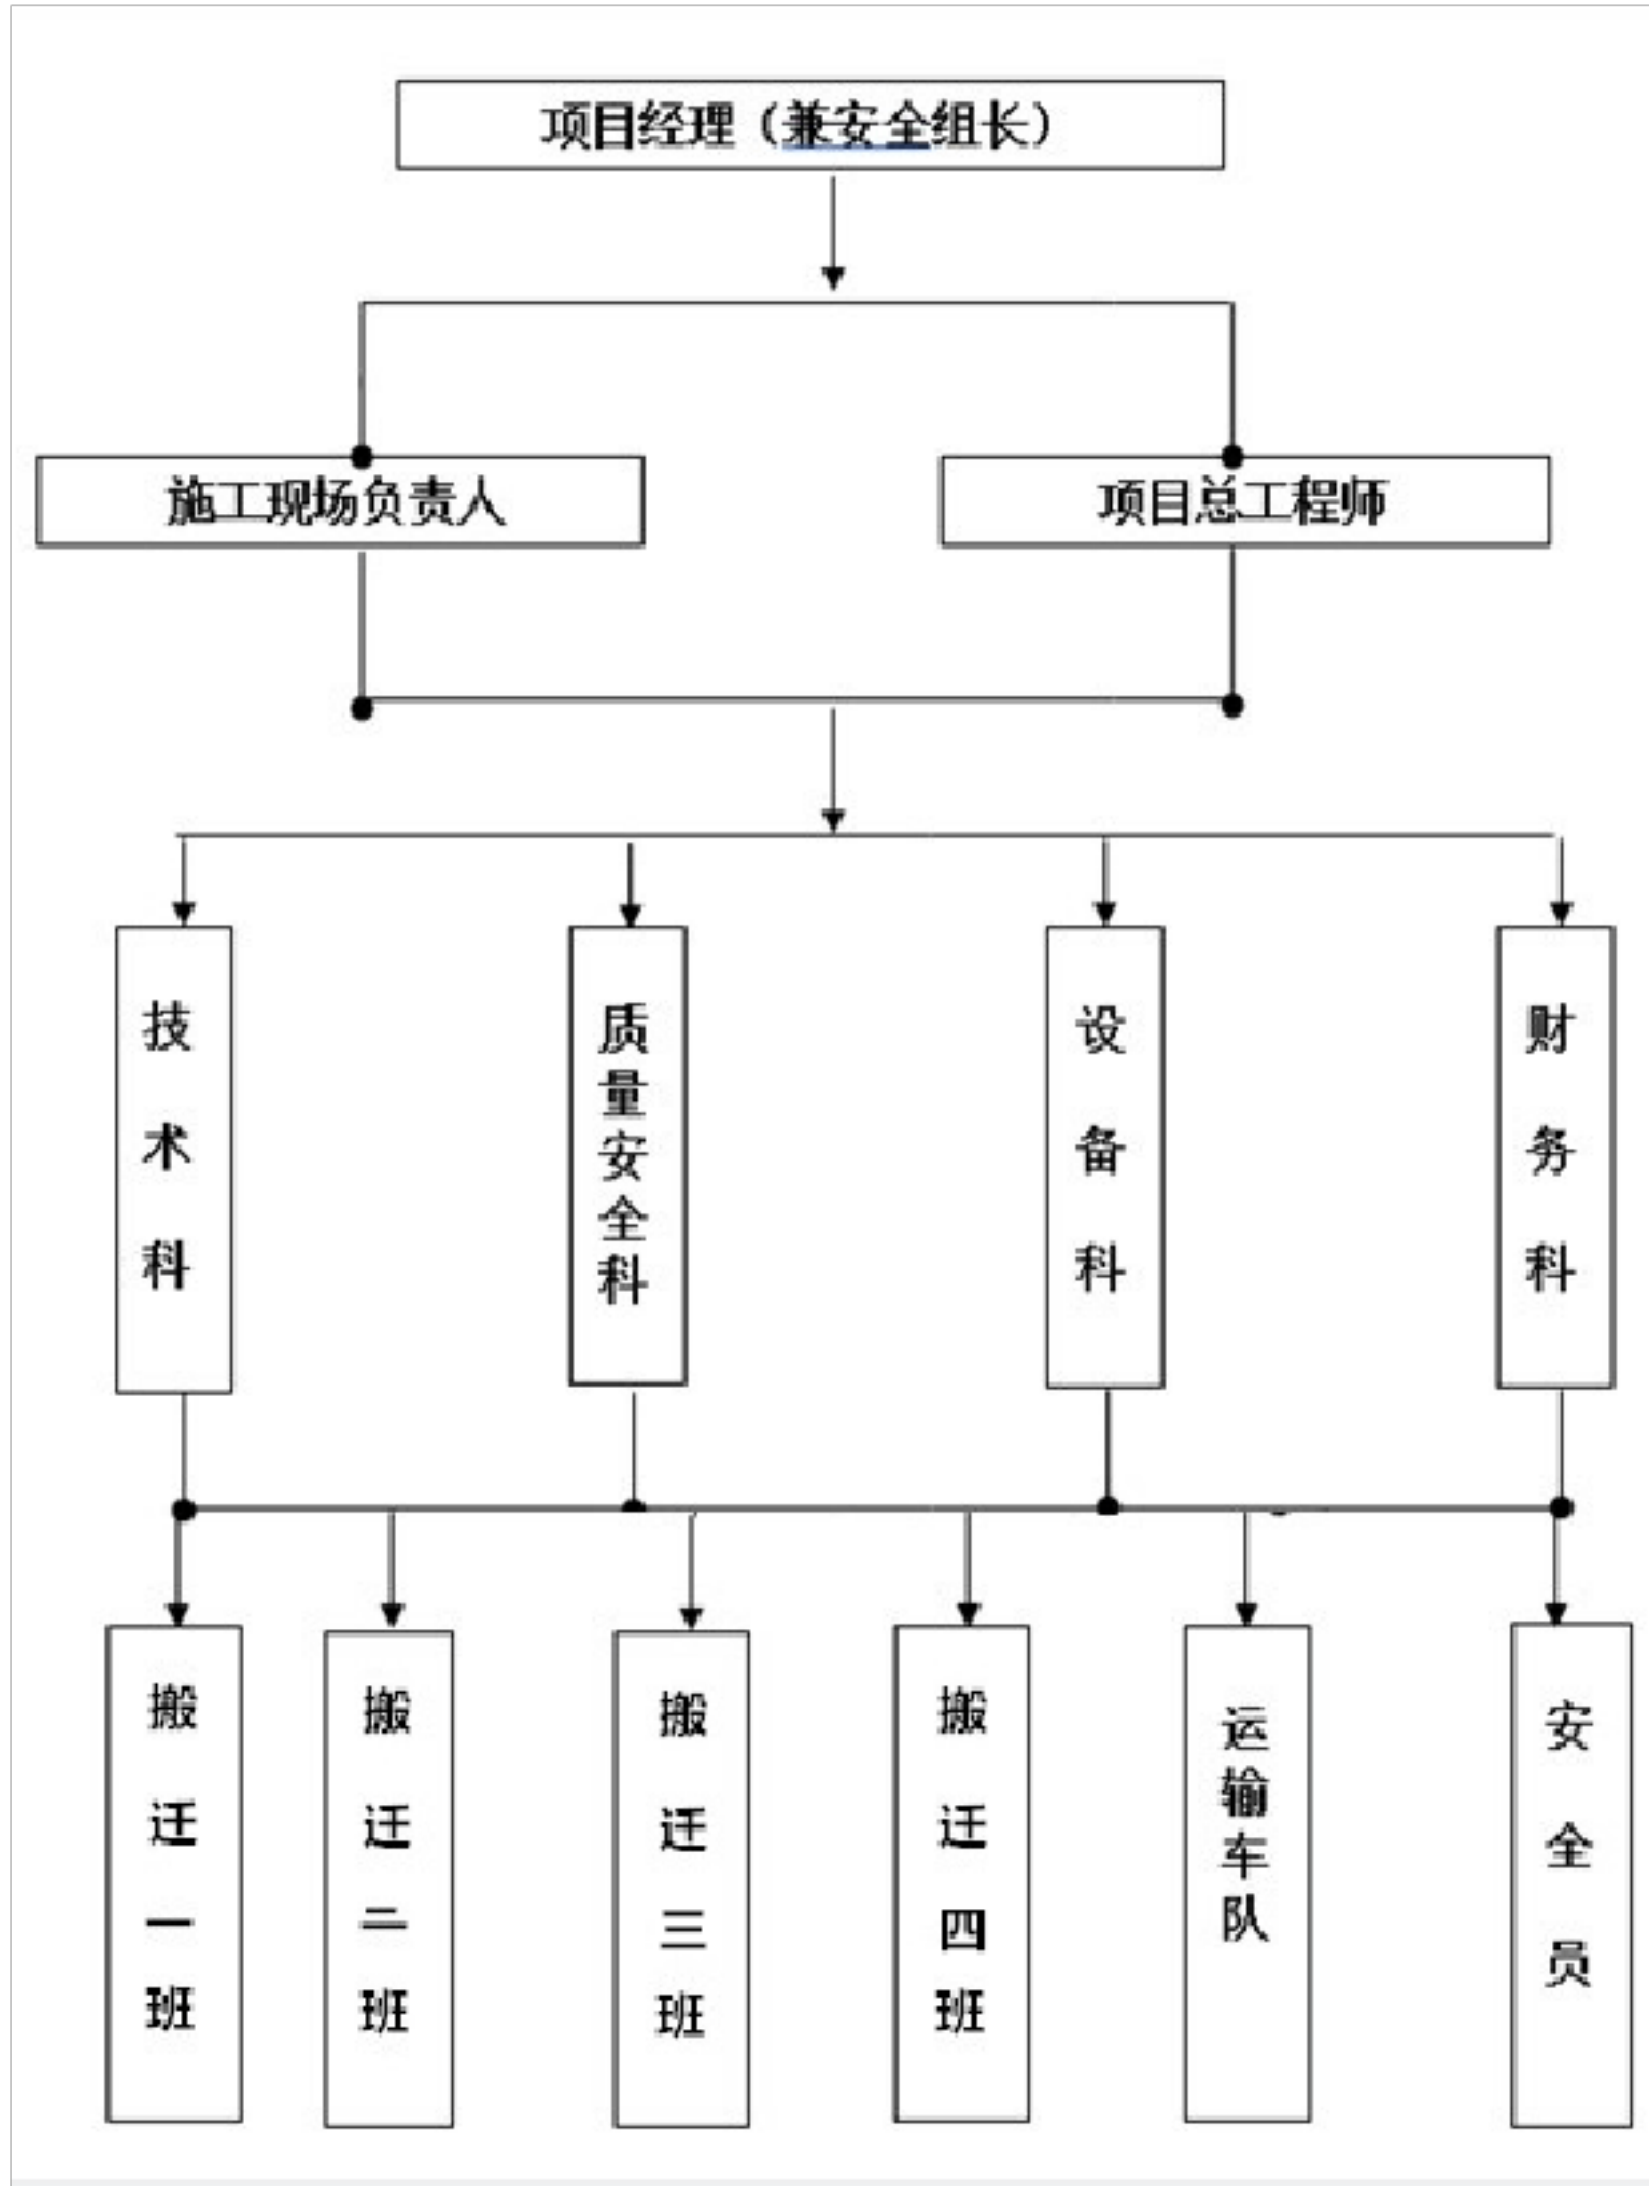 项目经理（兼安全组长）
施工现场负责人
项目总工程师
技术科
质量安全科
设备科
财务科
搬迁一班
搬迁二班
搬迁三班
搬迁四班
运输车队
安全员